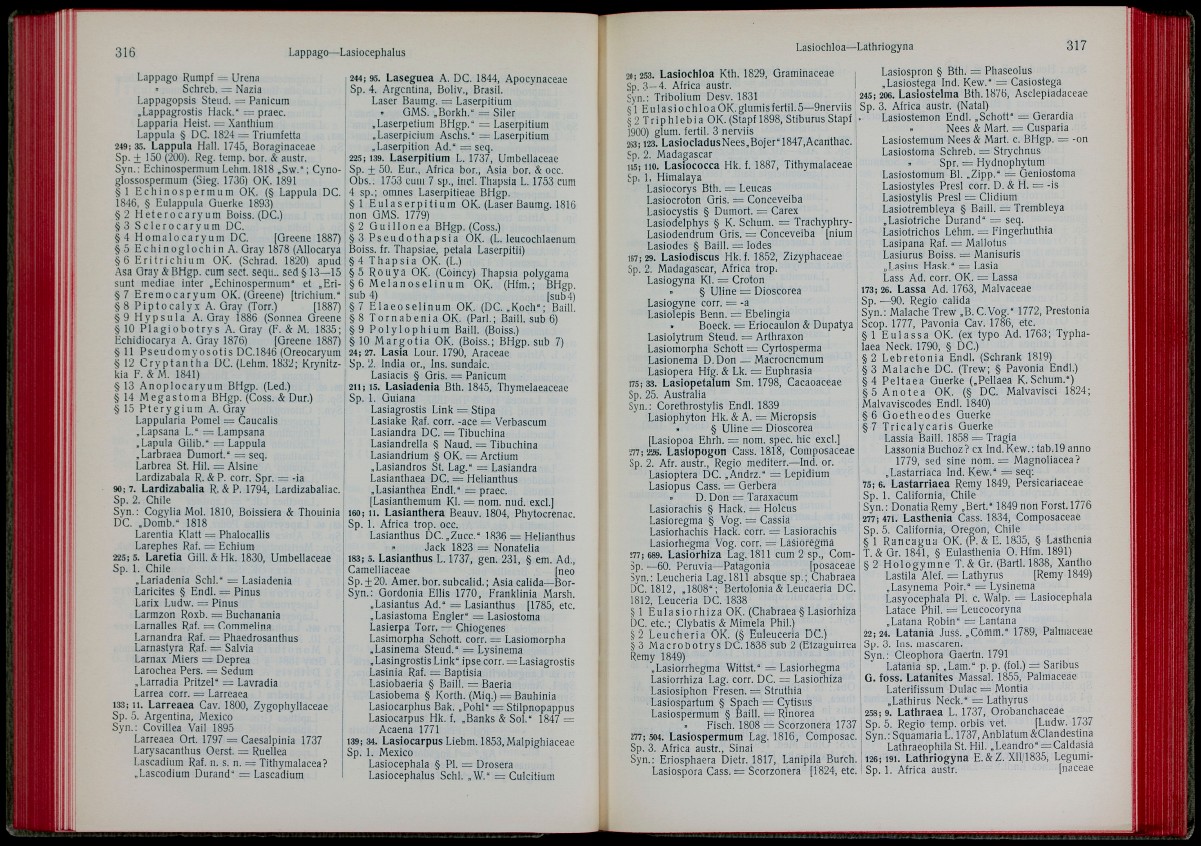 316
Lappago—Lasiocephalus
Lappago Rumpf = Urena
" Schreb. = Nazia
Lappagopsis Steud. = Panicum
„Lappagrostis Hack.“ = praec.
Lapparia Heist. = Xanthium
Lappula § DC. 1824 = Triumfetta
249; 35. Lappula Hall. 1745, Boraginaceae
Sp. ± 150 (200). Reg. temp. bor. & austr.
Syn.: Echinospermum Lehm. 1818 „Sw.“; Cyno-
glossospermum (Sieg. 1736) OK. 1891
§ 1 Echinospermum OK. (§ Lappula DC.
1846, § Eulappula Guerke 1893)
§ 2 Heterocaryum Boiss. (DC.)
§ 3 Sclerocaryum DC.
§ 4 Homalocaryum DC. [Greene 1887)
§ 5 Echinoglochin A. Gray 1878 (Allocarya
§ 6 Eritrichium OK. (Schrad. 1820) apud
Asa Gray & BHgp. cum sect. sequ.. sed § 13—15
sunt mediae inter „Echinospermum“ et „Eri-
§ 7 Eremocaryum OK. (Greene) [trichium.“
§ 8 Piptocalyx A. Gray (Torr.) [1887)
§ 9 Hypsula A. Gray 1886 (Sonnea Greene
§ 10 Plagiobotrys A. Gray (F. & M. 1835;
Echidiocarya A. Gray 1876) [Greene 1887)
§ 11 Pseudomyosotis DC. 1846 (Oreocaryum
§ 12 Cryptantha DC. (Lehm. 1832; Krynitz-
kia F. & M. 1841)
§ 13 Anoplocaryum BHgp. (Led.)
§ 14 Megastoma BHgp. (Coss. & Dur.)
§ 15 Pterygium A. Gray
Lappularia Pomel = Caucalis
„Lapsana L.“ = Lampsana
„Lapula Gilib.“ = Lappula
„Larbraea Dumort.“ = seq.
Larbrea St. Hil. = Alsine
Lardizabala R. & P. corr. Spr. = -ia
90; 7. Lardizabalia R. & P. 1794, Lardizabaliac.
Sp. 2. Chile
Syn.: Cogylia Mol. 1810, Boissiera & Thouinia
DC. „Domb.“ 1818
Larentia Klatt = Phalocallis
Larephes Raf. = Echium
225; 5. Laretia Gill. & Hk. 1830, Umbellaceae
Sp. 1. Chile
„Lariadenia Schl.“ = Lasiadenia
Laricites § Endl. = Pinus
Larix Ludw. = Pinus
Larmzon Roxb. = Buchanania
Larnalles Raf. = Commelina
Larnandra Raf. = Phaedrosanthus
Larnastyra Raf. = Salvia
Larnax Miers = Deprea
Larochea Pers. = Sedum
„Larradia Pritzel“ = Lavradia
Larrea corr. = Larreaea
133; 11. Larreaea Cav. 1800, Zygophyllaceae
Sp. 5. Argentina, Mexico
Syn.: Covillea Vail 1895
Larreaea Ort. 1797 = Caesalpinia 1737
Larysacanthus Oerst. = Ruellea
Lascadium Raf. n. s. n. = Tithymalacea?
„Lascodium Durand“ = Lascadium
244; 95. Laseguea A. DC. 1844, Apocynaceae
Sp. 4. Argentina, Boliv., Brasil.
Laser Baumg. = Laserpitium
" GMS. „Borkh.“ = Siler
„Laserpetium BHgp.“ = Laserpitium
„Laserpicium Aschs.“ = Laserpitium
„Laserpition Ad.“ = seq.
225; 139. Laserpitium L. 1737, Umbellaceae
Sp. ± 50. Eur., Africa bor., Asia bor. & occ.
Obs.: 1753 cum 7 sp., incl. Thapsia L. 1753 cum
4 sp.; omnes Laserpitieae BHgp.
§ 1 Eulaserpitium OK. (Laser Baumg. 1816
non GMS. 1779)
§ 2 Guillonea BHgp. (Coss.)
§ 3 Pseudothapsia OK. (L. leucochlaenum
Boiss. fr. Thapsiae, petala Laserpitii)
§ 4 Thapsia OK. (L.)
§ 5 Rouya OK. (Coincy) Thapsia polygama
§ 6 Melanoselinum OK. (Hfm.; BHgp.
sub 4) [sub 4)
§ 7 Elaeoselinum OK. (DC. „Koch“; Baill.
§ 8 Tornabenia OK. (Parl.; Baill. sub 6)
§ 9 Polylophium Baill. (Boiss.)
§ 10 Margotia OK. (Boiss.; BHgp. sub 7)
24; 27. Lasia Lour. 1790, Araceae
Sp. 2. India or., Ins. sundaic.
Lasiacis § Gris. = Panicum
211; 15. Lasiadenia Bth. 1845, Thymelaeaceae
Sp. 1. Guiana
Lasiagrostis Link = Stipa
Lasiake Raf. corr. -ace = Verbascum
Lasiandra DC. = Tibuchina
Lasiandrella § Naud. = Tibuchina
Lasiandrium § OK. = Arctium
„Lasiandros St. Lag.“ = Lasiandra
Lasianthaea DC. = Helianthus
„Lasianthea Endl.“ = praec.
[Lasianthemum Kl. = nom. nud. excl.]
160; 11. Lasianthera Beauv. 1804, Phytocrenac.
Sp. 1. Africa trop. occ.
Lasianthus DC. „Zucc.“ 1836 = Helianthus
" Jack 1823 = Nonatelia
183; 5. Lasianthus L. 1737, gen. 231, § em. Ad.,
Camelliaceae [neo
Sp. ± 20. Amer. bor. subcalid.; Asia calida—Bor-
Syn.: Gordonia Ellis 1770, Franklinia Marsh.
„Lasiantus Ad.“ = Lasianthus [1785, etc.
„Lasiastoma Engler“ = Lasiostoma
Lasierpa Torr. = Chiogenes
Lasimorpha Schott. corr. = Lasiomorpha
„Lasinema Steud.“ = Lysinema
„Lasingrostis Link“ ipse corr. = Lasiagrostis
Lasinia Raf. = Baptisia
Lasiobaeria § Baill. = Baeria
Lasiobema § Korth. (Miq.) = Bauhinia
Lasiocarphus Bak. „Pohl“ = Stilpnopappus
Lasiocarpus Hk. f. „Banks & Sol.“ 1847 =
Acaena 1771
139; 34. Lasiocarpus Liebm. 1853, Malpighiaceae
Sp. 1. Mexico
Lasiocephala § Pl. = Drosera
Lasiocephalus Schl. „W.“ = Culcitium
Lasiochloa—Lathriogyna
317
20; 253. Lasiochloa Kth. 1829, Graminaceae
Sp. 3—4. Africa austr.
Syn.: Tribolium Desv. 1831
§ 1 Eulasiochloa OK. glumis fertil. 5—9nerviis
§ 2 Triphlebia OK. (Stapf 1898, Stiburus Stapf
1900) glum. fertil. 3 nerviis
263; 123. Lasiocladus Nees „Bojer“ 1847, Acanthac.
Sp. 2. Madagascar
145; 110. Lasiococca Hk. f. 1887, Tithymalaceae
Sp. 1. Himalaya
Lasiocorys Bth. = Leucas
Lasiocroton Gris. = Conceveiba
Lasiocystis § Dumort. = Carex
Lasiodelphys § K. Schum. = Trachyphry-
Lasiodendrum Gris. = Conceveiba [nium
Lasiodes § Baill. = Iodes
187; 29. Lasiodiscus Hk. f. 1852, Zizyphaceae
Sp. 2. Madagascar, Africa trop.
Lasiogyna Kl. = Croton
" § Uline = Dioscorea
Lasiogyne corr. = -a
Lasiolepis Benn. = Ebelingia
" Boeck. = Eriocaulon & Dupatya
Lasiolytrum Steud. = Arthraxon
Lasiomorpha Schott = Cyrtosperma
Lasionema D. Don = Macrocnemum
Lasiopera Hfg. & Lk. = Euphrasia
175; 33. Lasiopetalum Sm. 1798, Cacaoaceae
Sp. 25. Australia
Syn.: Corethrostylis Endl. 1839
Lasiophyton Hk. & A. = Micropsis
" § Uline = Dioscorea
[Lasiopoa Ehrh. = nom. spec. hic excl.]
277; 226. Lasiopogon Cass. 1818, Composaceae
Sp. 2. Afr. austr., Regio mediterr.—Ind. or.
Lasioptera DC. „Andrz.“ = Lepidium
Lasiopus Cass. = Gerbera
" D. Don = Taraxacum
Lasiorachis § Hack. = Holcus
Lasioregma § Vog. = Cassia
Lasiorhachis Hack. corr. = Lasiorachis
Lasiorhegma Vog. corr. = Lasioregma
277; 689. Lasiorhiza Lag. 1811 cum 2 sp., Com-
Sp. —60. Peruvia—Patagonia [posaceae
Syn.: Leucheria Lag. 1811 absque sp.; Chabraea
DC. 1812, „1808“; Bertolonia & Leucaeria DC.
1812, Leuceria DC. 1838
§ 1 Eulasiorhiza OK. (Chabraea § Lasiorhiza
DC. etc.; Clybatis & Mimela Phil.)
§ 2 Leucheria OK. (§ Euleuceria DC.)
§ 3 Macrobotrys DC. 1838 sub 2 (Eizaguirrea
Remy 1849)
„Lasiorrhegma Wittst.“ = Lasiorhegma
Lasiorrhiza Lag. corr. DC. = Lasiorhiza
Lasiosiphon Fresen. = Struthia
Lasiospartum § Spach = Cytisus
Lasiospermum § Baill. = Rinorea
" Fisch. 1808 = Scorzonera 1737
277; 504. Lasiospermum Lag. 1816, Composac.
Sp. 3. Africa austr., Sinai
Syn.: Eriosphaera Dietr. 1817, Lanipila Burch.
Lasiospora Cass. = Scorzonera [1824, etc.
Lasiospron § Bth. = Phaseolus
„Lasiostega Ind. Kew.“ = Casiostega
245; 206. Lasiostelma Bth. 1876, Asclepiadaceae
Sp. 3. Africa austr. (Natal)
Lasiostemon Endl. „Schott“ = Gerardia
" Nees & Mart. = Cusparia
Lasiostemum Nees & Mart. c. BHgp. = -on
Lasiostoma Schreb. = Strychnus
" Spr. = Hydnophytum
Lasiostomum Bl. „Zipp.“ = Geniostoma
Lasiostyles Presl corr. D. & H. = -is
Lasiostylis Presl = Clidium
Lasiotrembleya § Baill. = Trembleya
„Lasiotriche Durand“ = seq.
Lasiotrichos Lehm. = Fingerhuthia
Lasipana Raf. = Mallotus
Lasiurus Boiss. = Manisuris
„Lasius Hask.“ = Lasia
Lass Ad. corr. OK. = Lassa
173; 26. Lassa Ad. 1763, Malvaceae
Sp. —90. Regio calida
Syn.: Malache Trew „B. C. Vog.“ 1772, Prestonia
Scop. 1777, Pavonia Cav. 1786, etc.
§ 1 Eulassa OK. (ex typo Ad. 1763; Typha-
laea Neck. 1790, § DC.)
§ 2 Lebretonia Endl. (Schrank 1819)
§ 3 Malache DC. (Trew; § Pavonia Endl.)
§ 4 Peltaea Guerke („Pellaea K. Schum.“)
§ 5 Anotea OK. (§ DC. Malvavisci 1824;
Malvaviscodes Endl. 1840)
§ 6 Goetheodes Guerke
§ 7 Tricalycaris Guerke
Lassia Baill. 1858 = Tragia
Lassonia Buchoz? ex Ind. Kew.: tab. 19 anno
1779, sed sine nom. = Magnoliacea?
„Lastarriaca Ind. Kew.“ = seq:
75; 6. Lastarriaea Remy 1849, Persicariaceae
Sp. 1. California, Chile
Syn.: Donatia Remy „Bert.“ 1849 non Forst. 1776
277; 471. Lasthenia Cass. 1834, Composaceae
Sp. 5. California, Oregon, Chile
§ 1 Rancagua OK. (P. & E. 1835, § Lasthenia
T. & Gr. 1841, § Eulasthenia O. Hfm. 1891)
§ 2 Hologymne T. & Gr. (Bartl. 1838, Xantho
Lastila Alef. = Lathyrus [Remy 1849)
„Lasynema Poir.“ = Lysinema
Lasyocephala Pl. c. Walp. = Lasiocephala
Latace Phil. = Leucocoryna
„Latana Robin“ = Lantana
22; 24. Latania Juss. „Comm.“ 1789, Palmaceae
Sp. 3. Ins. mascaren.
Syn.: Cleophora Gaertn. 1791
Latania sp. „Lam.“ p. p. (fol.) = Saribus
G. foss. Latanites Massal. 1855, Palmaceae
Laterifissum Dulac = Montia
„Lathirus Neck.“ = Lathyrus
258; 9. Lathraea L. 1737, Orobanchaceae
Sp. 5. Regio temp. orbis vet. [Ludw. 1737
Syn.: Squamaria L. 1737, Anblatum & Clandestina
Lathraeophila St. Hil. „Leandro“ = Caldasia
126; 191. Lathriogyna E. & Z. XII/1835, Legumi-
Sp. 1. Africa austr. [naceae